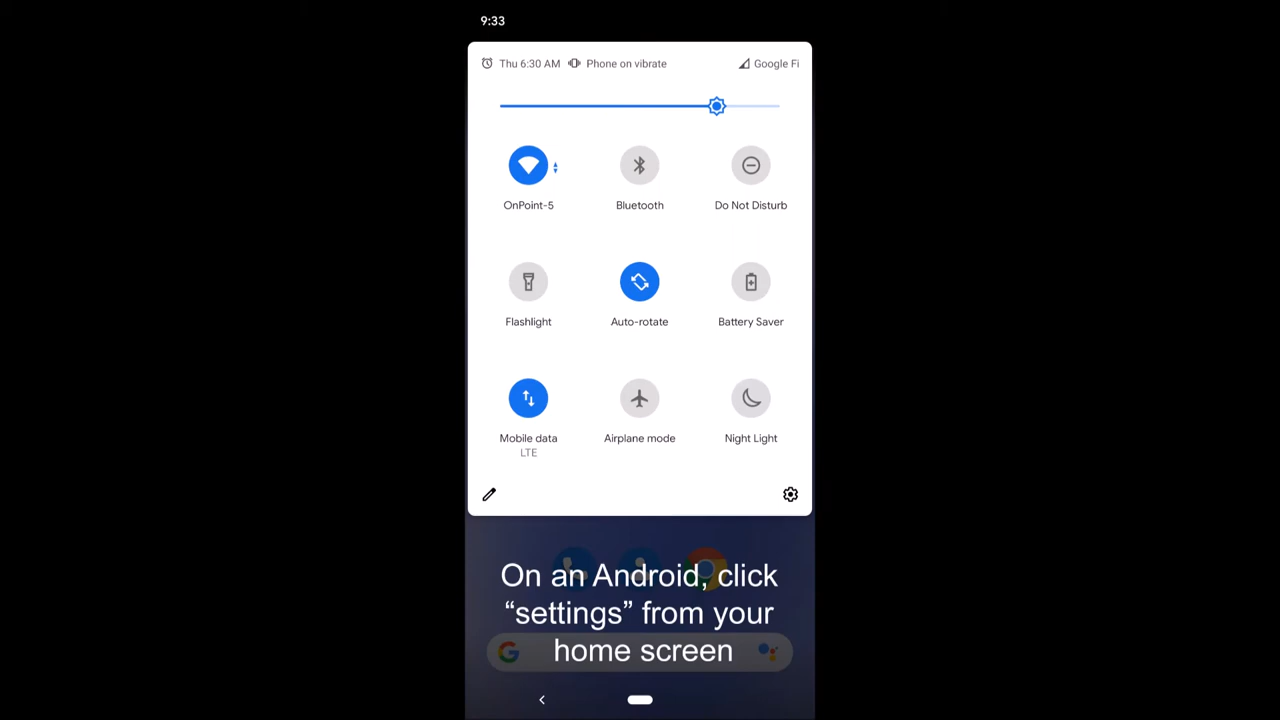 9:33
Thu 6:30 AM Phone on vibrate Google Fi
OnPoint-5 Bluetooth Do Not Disturb
Flashlight Auto-rotate Battery Saver
Mobile data Airplane mode Night Light
LTE
On an Android, click
“settings” from your
home screen